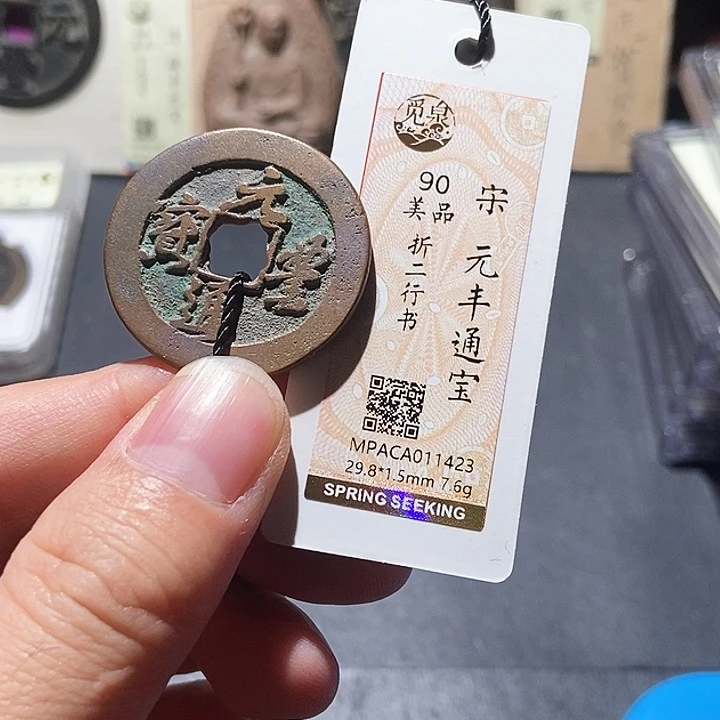 元豐通寶
觅泉
宋 元丰通宝
90
美品 折二行书
MPACA011423
29.8*1.5mm 7.6g
SPRING SEEKING